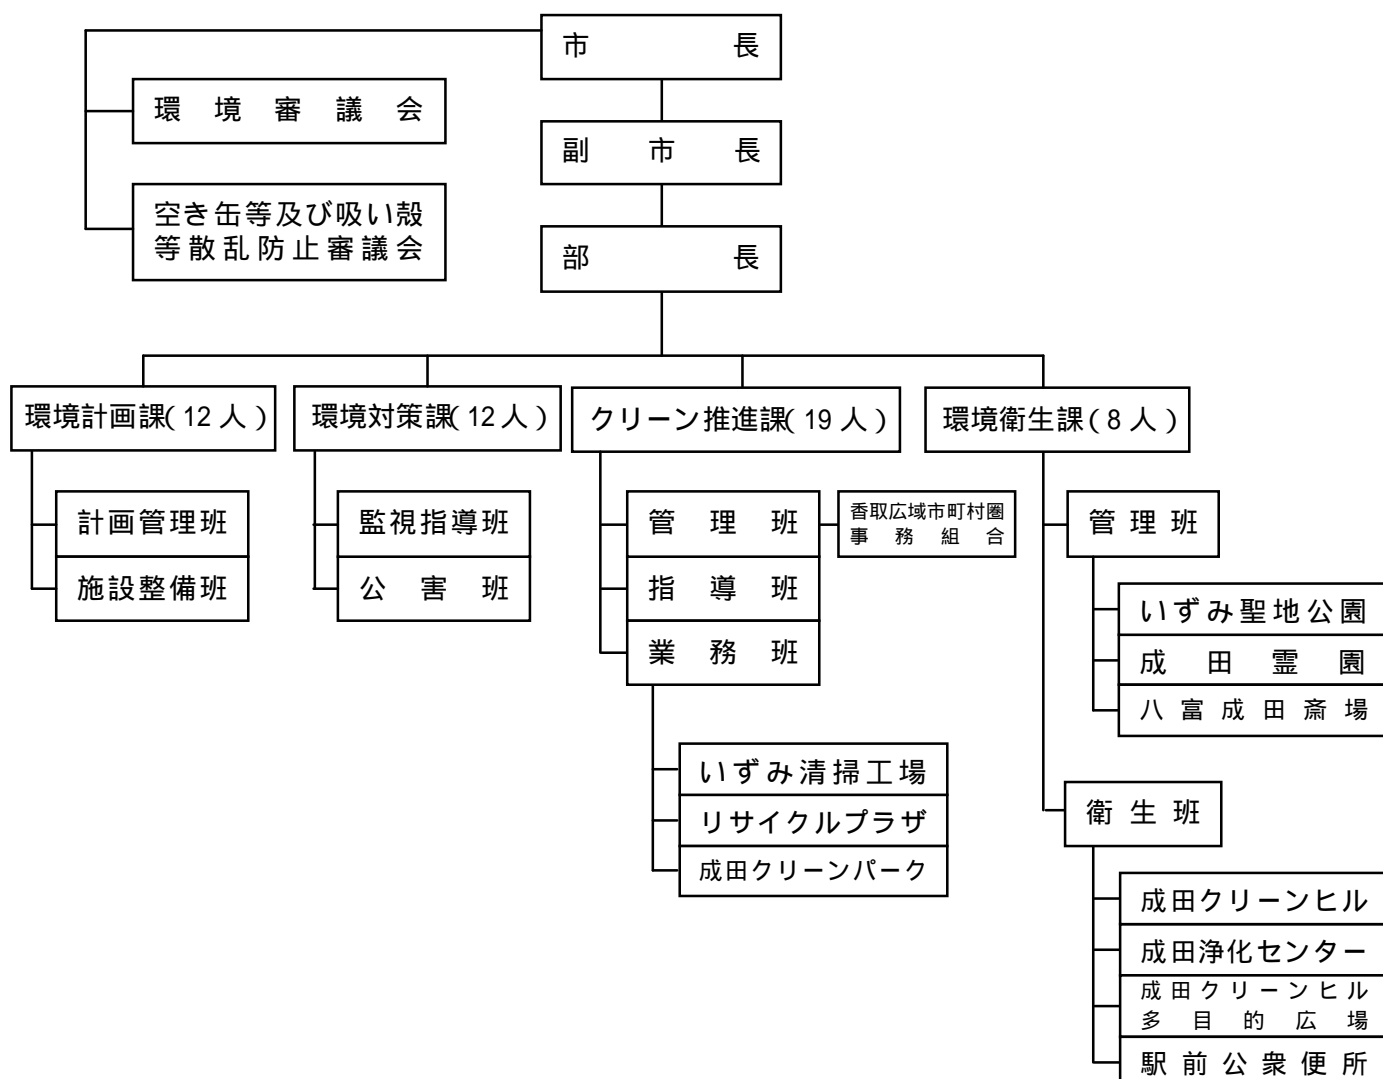 市長
環境審議会
副市長
空き缶等及び吸い殻
等散乱防止審議会
部長
環境計画課(12人)
環境対策課(12人)
クリーン推進課(19人)
環境衛生課(8人)
計画管理班
施設整備班
監視指導班
公害班
管理班
香取広域市町村圏
事務組合
指導班
業務班
いずみ清掃工場
リサイクルプラザ
成田クリーンパーク
管理班
いずみ聖地公園
成田霊園
八富成田斎場
衛生班
成田クリーンヒル
成田浄化センター
成田クリーンヒル
多目的広場
駅前公衆便所